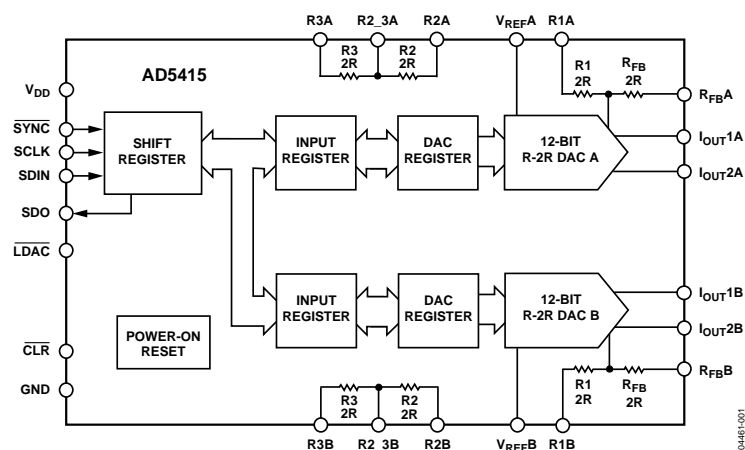 R3A R2_3A R2A VREFA R1A
R3
2R
R2
2R
R1
2R
RFB
2R
AD5415
VDD
SYNC
SCLK
SDIN
SDO
LDAC
CLR
GND
SHIFT
REGISTER
INPUT
REGISTER
DAC
REGISTER
12-BIT
R-2R DAC A
RFBA
IOUT1A
IOUT2A
INPUT
REGISTER
DAC
REGISTER
12-BIT
R-2R DAC B
IOUT1B
IOUT2B
RFBB
POWER-ON
RESET
R3
2R
R2
2R
R1
2R
RFB
2R
R3B R2_3B R2B VREFB R1B
04461-001